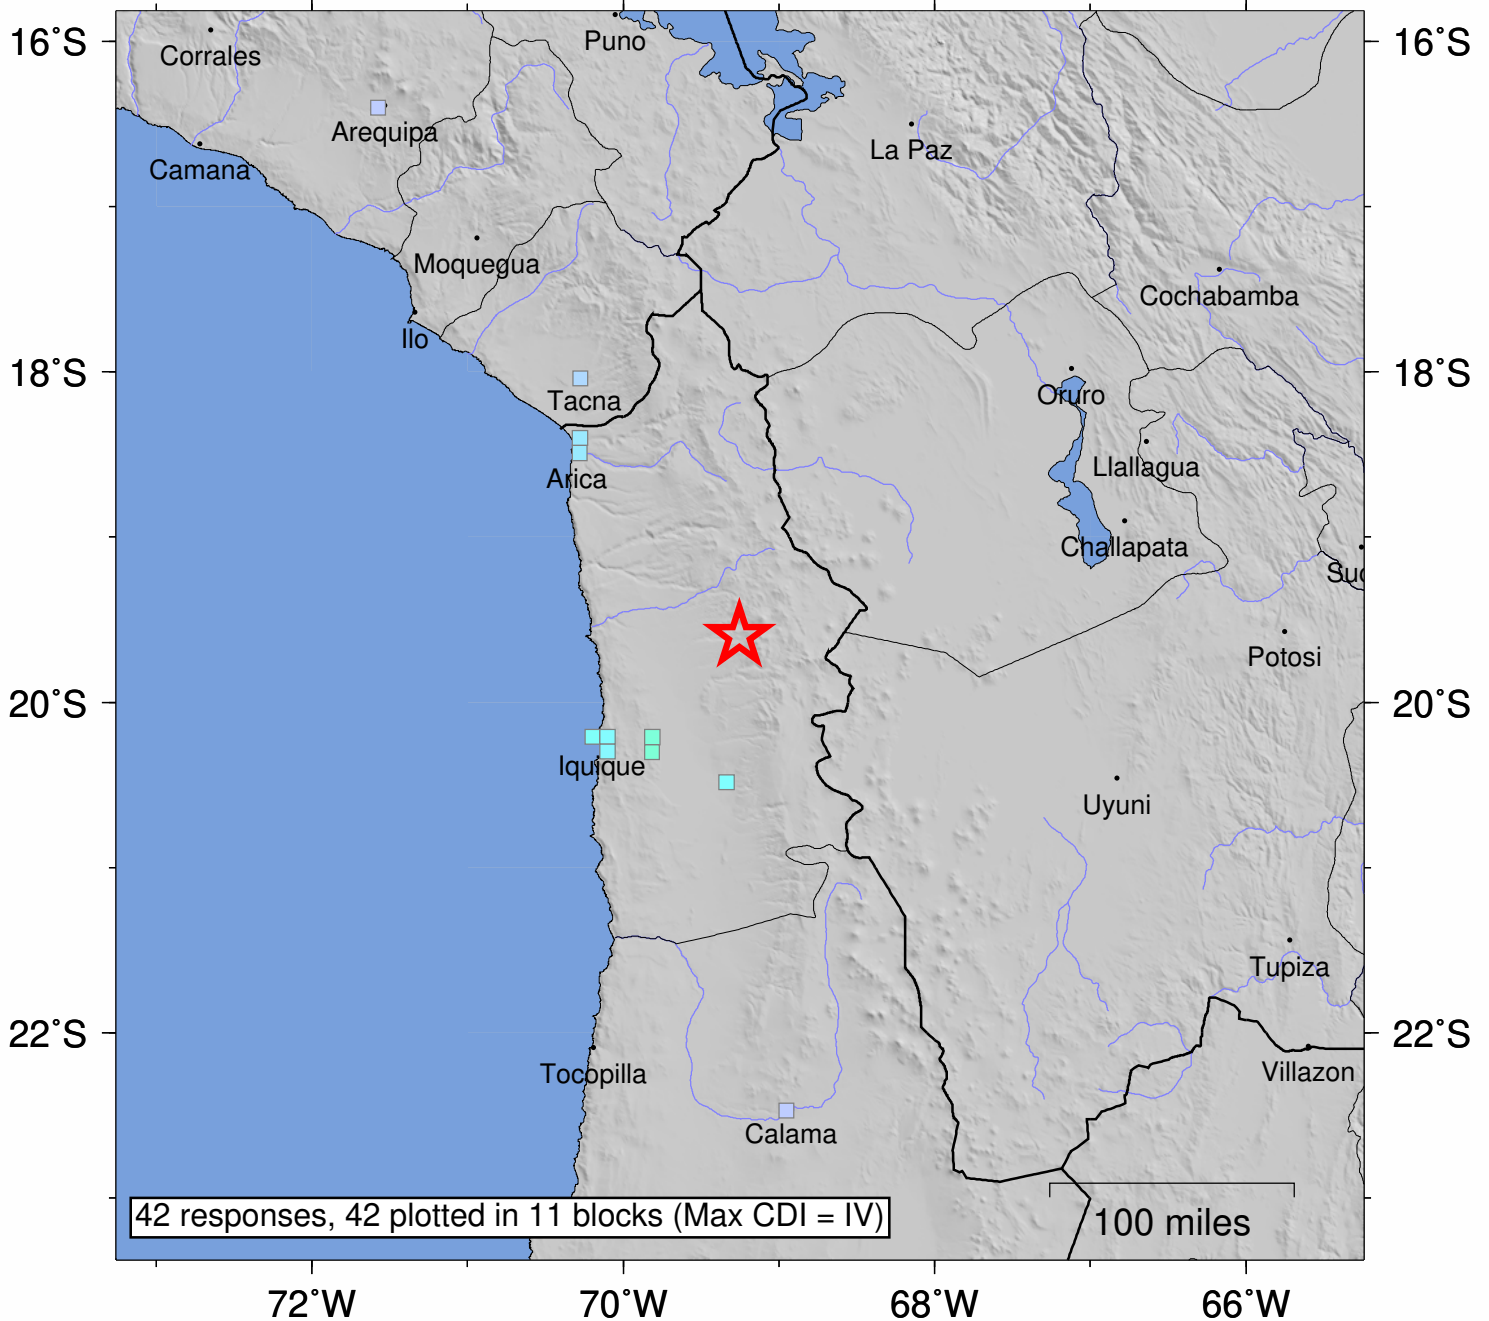 16°S
16°S
Corrales
Puno
Arequipa
La Paz
Camana
Moquegua
Cochabamba
Ilo
18°S
18°S
Tacna
Oruro
Llallagua
Arica
Challapata
Suc
Potosi
20°S
20°S
Iquique
Uyuni
Tupiza
22°S
22°S
Tocopilla
Villazon
Calama
42 responses, 42 plotted in 11 blocks (Max CDI = IV)
100 miles
72°W
70°W
68°W
66°W